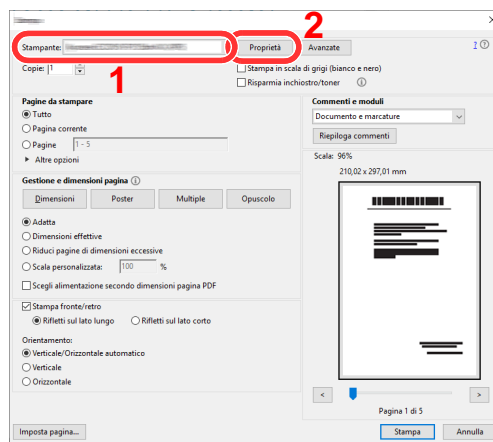 2
Stampante:
Proprietà
Avanzate
?
1
Copie: 1
Stampa in scala di grigi (bianco e nero)
Risparmia inchiostro/toner
Pagine da stampare
Tutto
Pagina corrente
Pagine 1 - 5
Altre opzioni
Commenti e moduli
Documento e marcature
Riepiloga commenti
Scala: 96%
210,02 x 297,01 mm
Gestione e dimensioni pagina
Dimensioni
Poster
Multiple
Opuscolo
Adatta
Dimensioni effettive
Riduci pagine di dimensioni eccessive
Scala personalizzata: 100 %
Scegli alimentazione secondo dimensioni pagina PDF
Stampa fronte/retro
Rifletti sul lato lungo
Rifletti sul lato corto
Orientamento:
Verticale/Orizzontale automatico
Verticale
Orizzontale
<
>
Pagina 1 di 5
Imposta pagina...
Stampa
Annulla